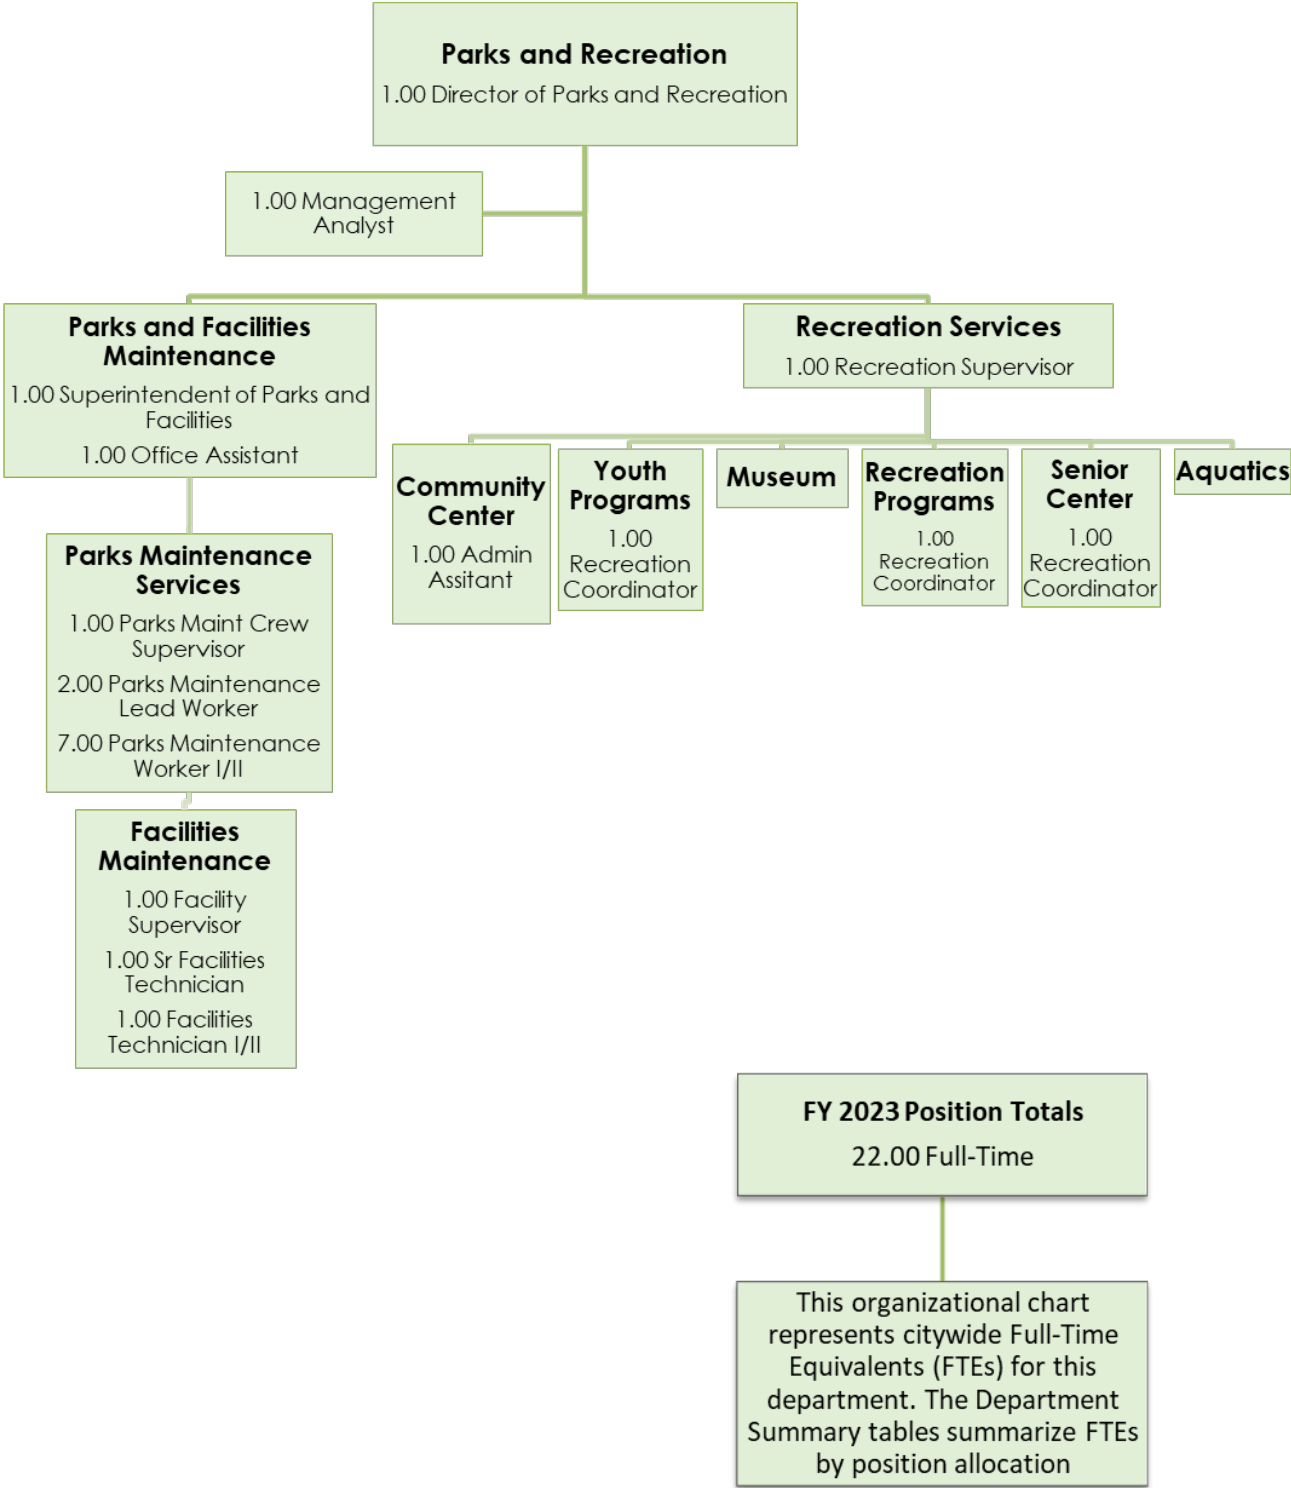 Parks and Recreation
1.00 Director of Parks and Recreation
1.00 Management
Analyst
Parks and Facilities
Maintenance
1.00 Superintendent of Parks and
Facilities
1.00 Office Assistant
Recreation Services
1.00 Recreation Supervisor
Community
Center
1.00 Admin
Assitant
Youth
Programs
1.00
Recreation
Coordinator
Museum
Recreation
Programs
1.00
Recreation
Coordinator
Senior
Center
1.00
Recreation
Coordinator
Aquatics
Parks Maintenance
Services
1.00 Parks Maint Crew
Supervisor
2.00 Parks Maintenance
Lead Worker
7.00 Parks Maintenance
Worker I/II
Facilities
Maintenance
1.00 Facility
Supervisor
1.00 Sr Facilities
Technician
1.00 Facilities
Technician I/II
FY 2023 Position Totals
22.00 Full-Time
This organizational chart
represents citywide Full-Time
Equivalents (FTEs) for this
department. The Department
Summary tables summarize FTEs
by position allocation